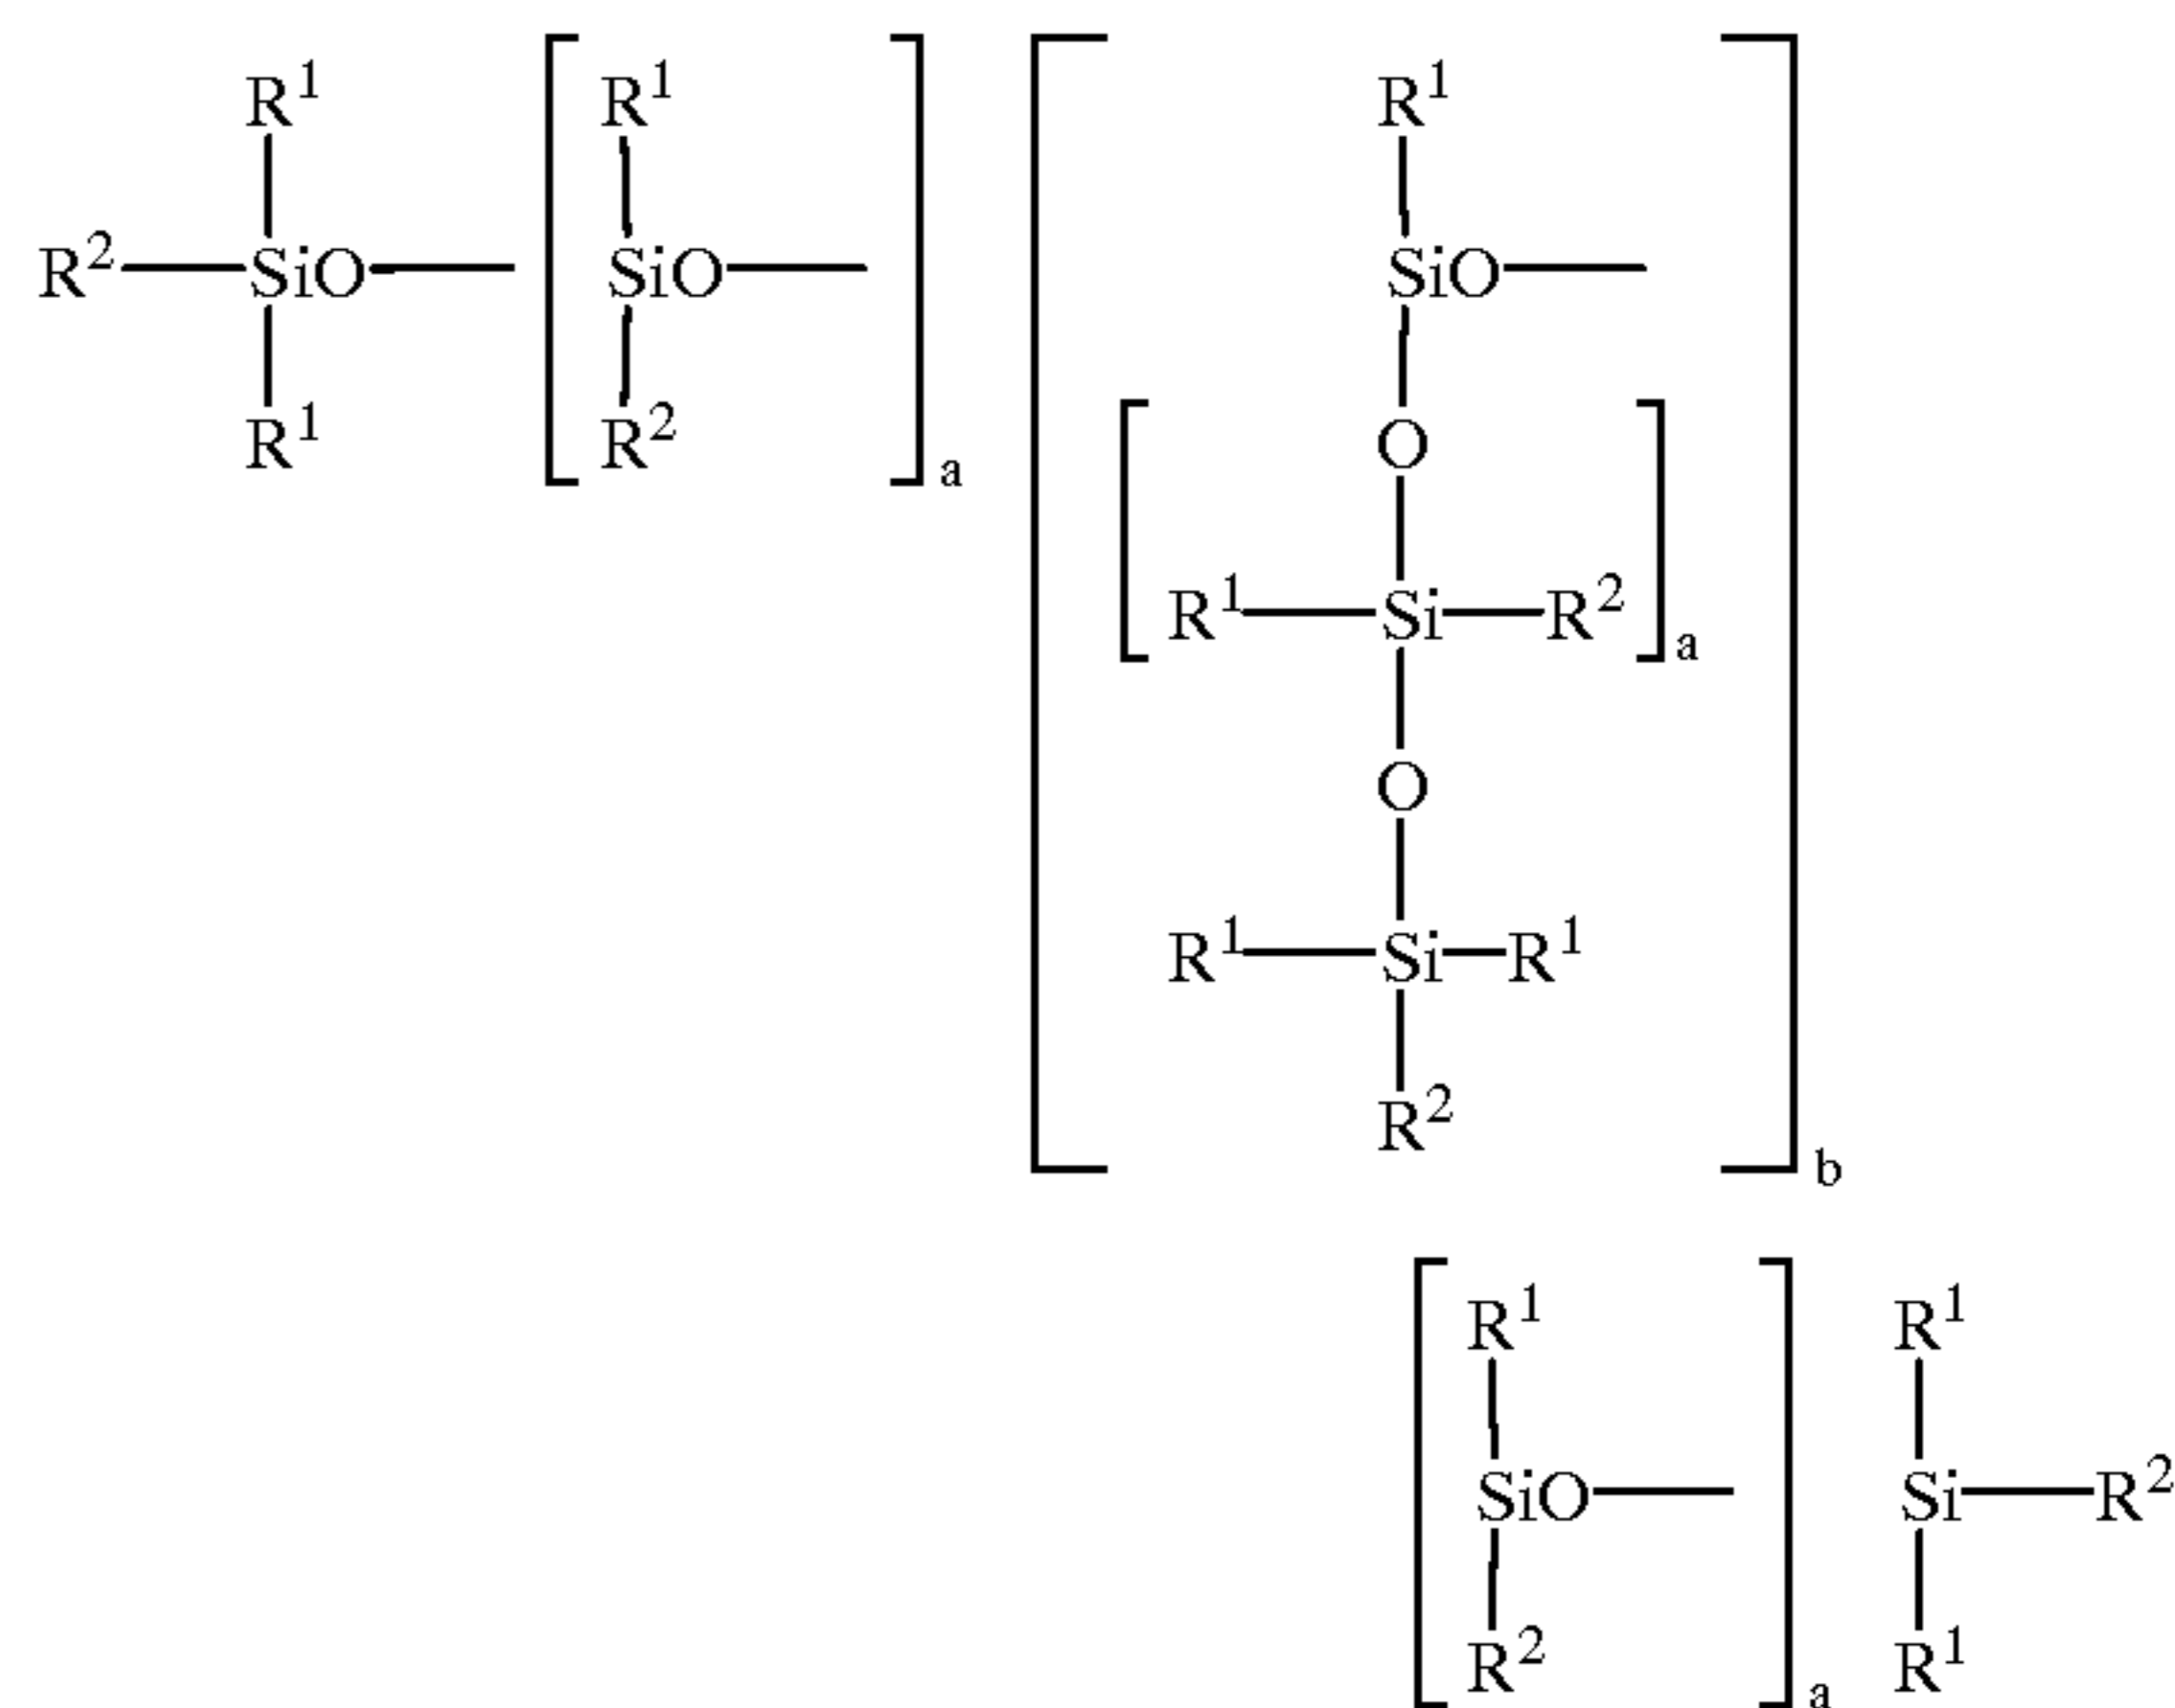 R¹ R¹ R¹
R²—SiO—[SiO—]a [SiO—
R¹ R² O
[R¹—Si—R²]a
O
R¹—Si—R¹
R²
]b
R¹ R¹
[SiO—]a Si—R²
R² R¹